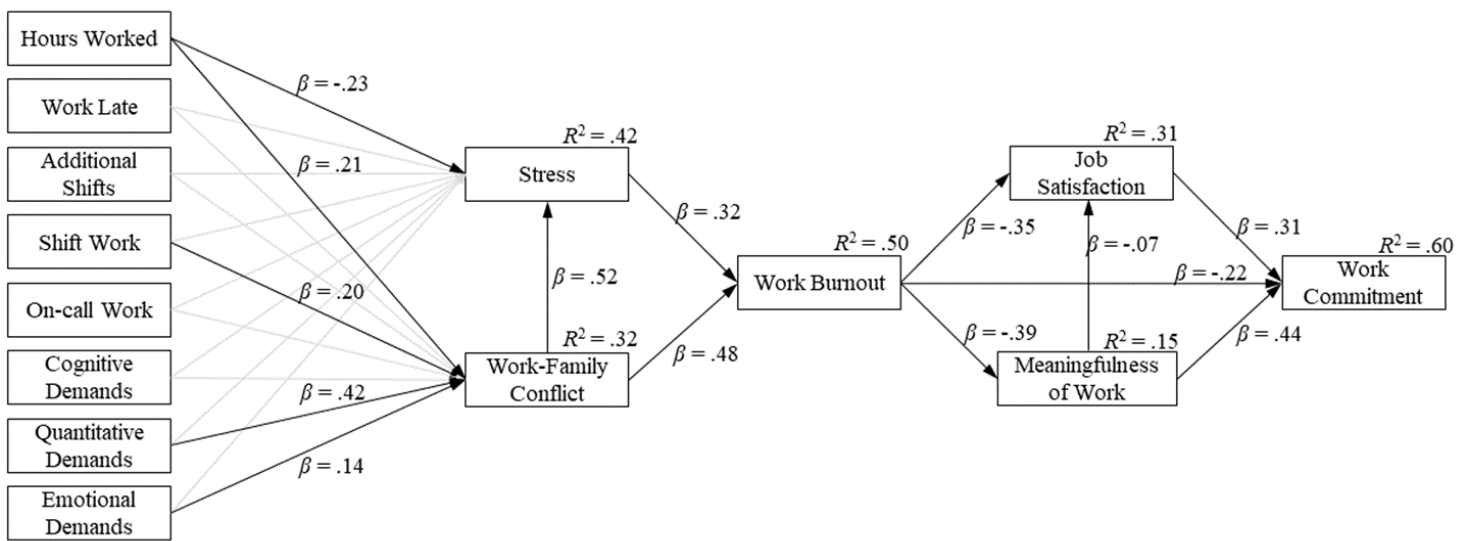 Hours Worked
Work Late
Additional
Shifts
Shift Work
On-call Work
Cognitive
Demands
Quantitative
Demands
Emotional
Demands
β = -.23
β = .21
β = .20
β = .42
β = .14
R² = .42
Stress
β = .52
R² = .32
Work-Family
Conflict
β = .32
β = .48
R² = .50
Work Burnout
β = -.35
β = -.39
R² = .31
Job
Satisfaction
β = -.07
R² = .15
Meaningfulness
of Work
β = .31
β = -.22
β = .44
R² = .60
Work
Commitment